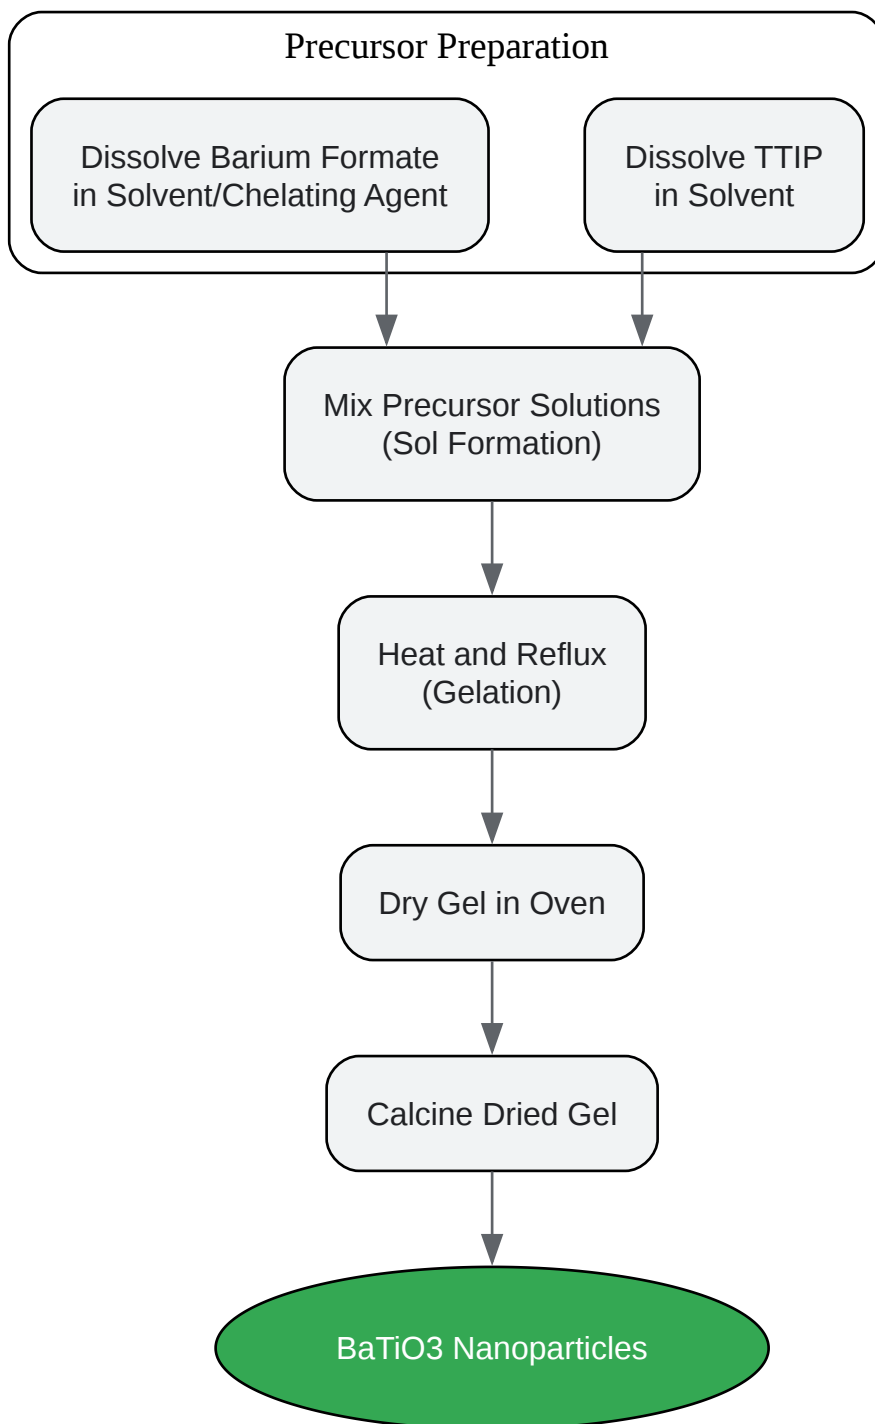 Precursor Preparation
Dissolve Barium Formate
in Solvent/Chelating Agent
Dissolve TTIP
in Solvent
Mix Precursor Solutions
(Sol Formation)
Heat and Reflux
(Gelation)
Dry Gel in Oven
Calcine Dried Gel
BaTiO3 Nanoparticles